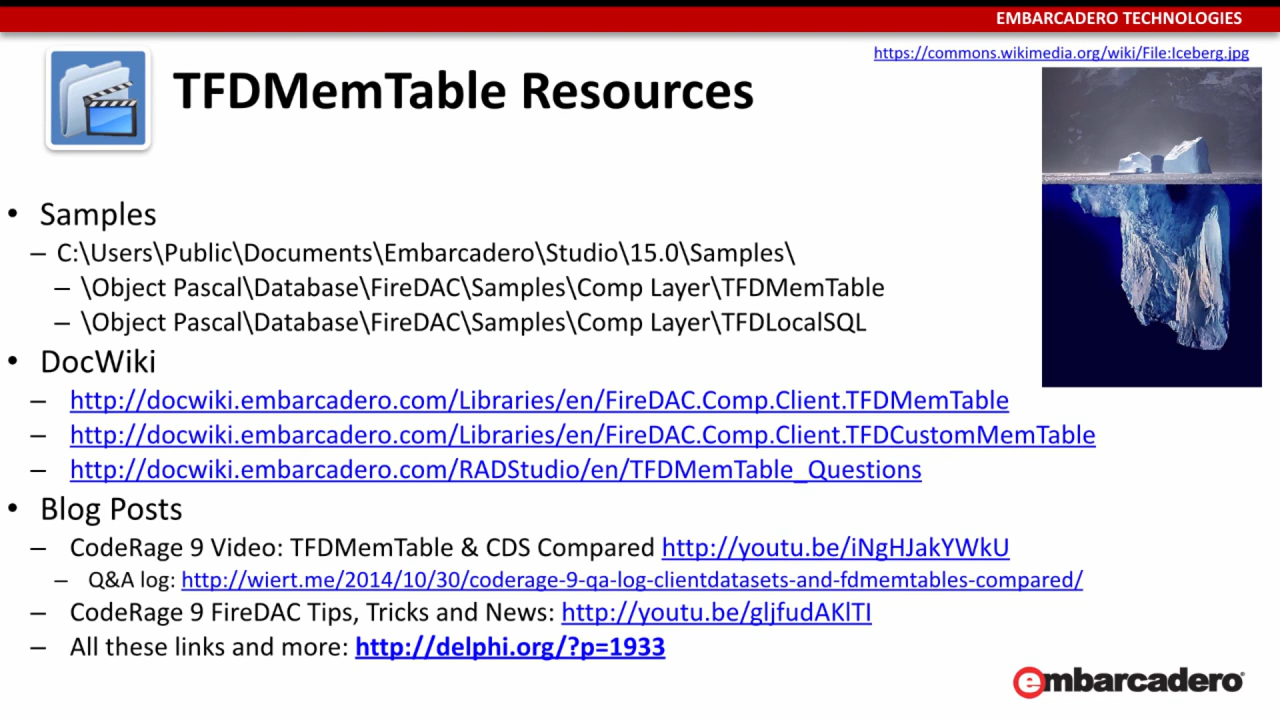 EMBARCADERO TECHNOLOGIES
https://commons.wikimedia.org/wiki/File:Iceberg.jpg
TFDMemTable Resources
• Samples
– C:\Users\Public\Documents\Embarcadero\Studio\15.0\Samples\
– \Object Pascal\Database\FireDAC\Samples\Comp Layer\TFDMemTable
– \Object Pascal\Database\FireDAC\Samples\Comp Layer\TFDLocalSQL
• DocWiki
– http://docwiki.embarcadero.com/Libraries/en/FireDAC.Comp.Client.TFDMemTable
– http://docwiki.embarcadero.com/Libraries/en/FireDAC.Comp.Client.TFDCustomMemTable
– http://docwiki.embarcadero.com/RADStudio/en/TFDMemTable_Questions
• Blog Posts
– CodeRage 9 Video: TFDMemTable & CDS Compared http://youtu.be/iNgHJakYWkU
– Q&A log: http://wiert.me/2014/10/30/coderage-9-qa-log-clientdatasets-and-fdmemtables-compared/
– CodeRage 9 FireDAC Tips, Tricks and News: http://youtu.be/gljfudAKlTI
– All these links and more: http://delphi.org/?p=1933
embarcadero®